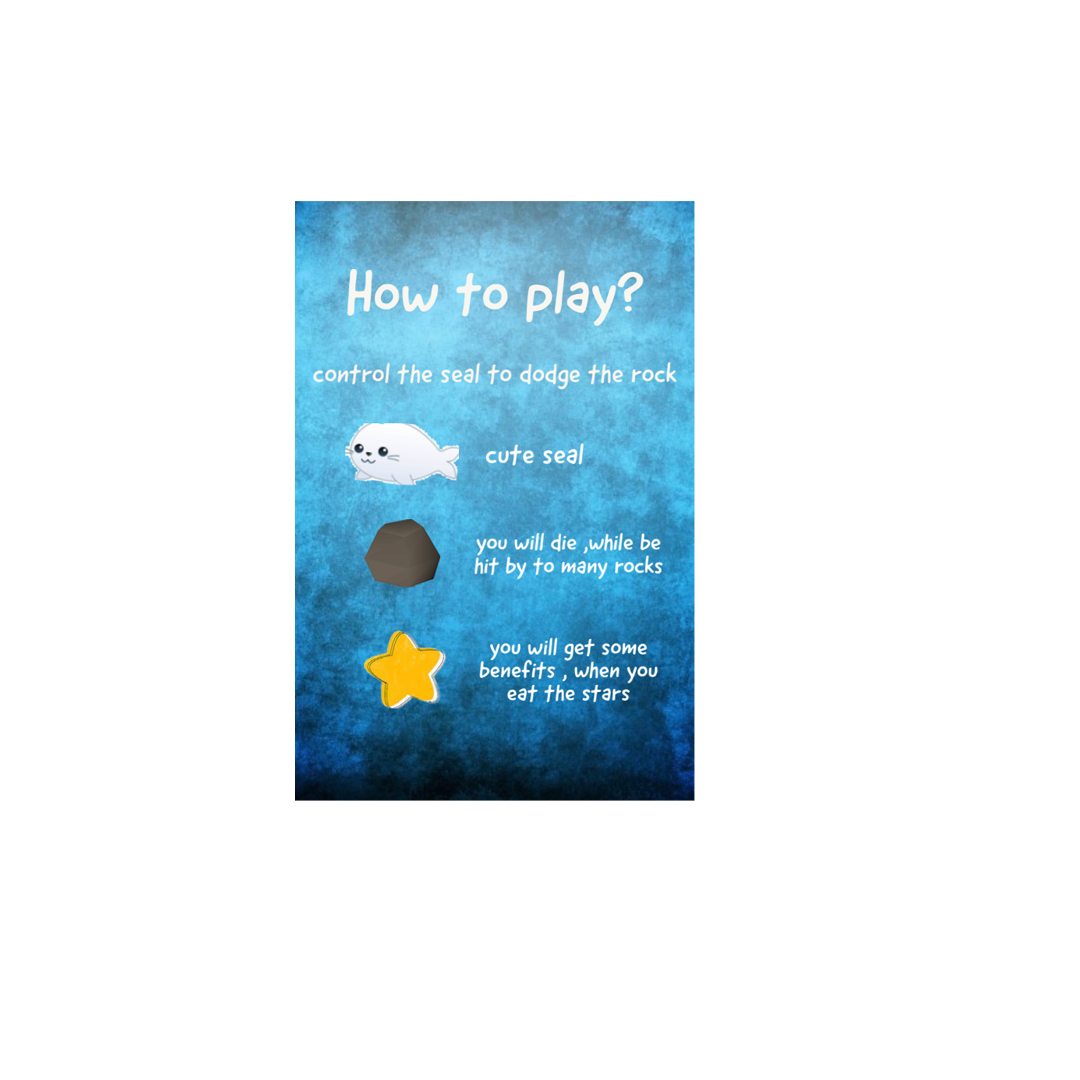 How to play?
control the seal to dodge the rock
cute seal
you will die ,while be
hit by to many rocks
you will get some
benefits , when you
eat the stars